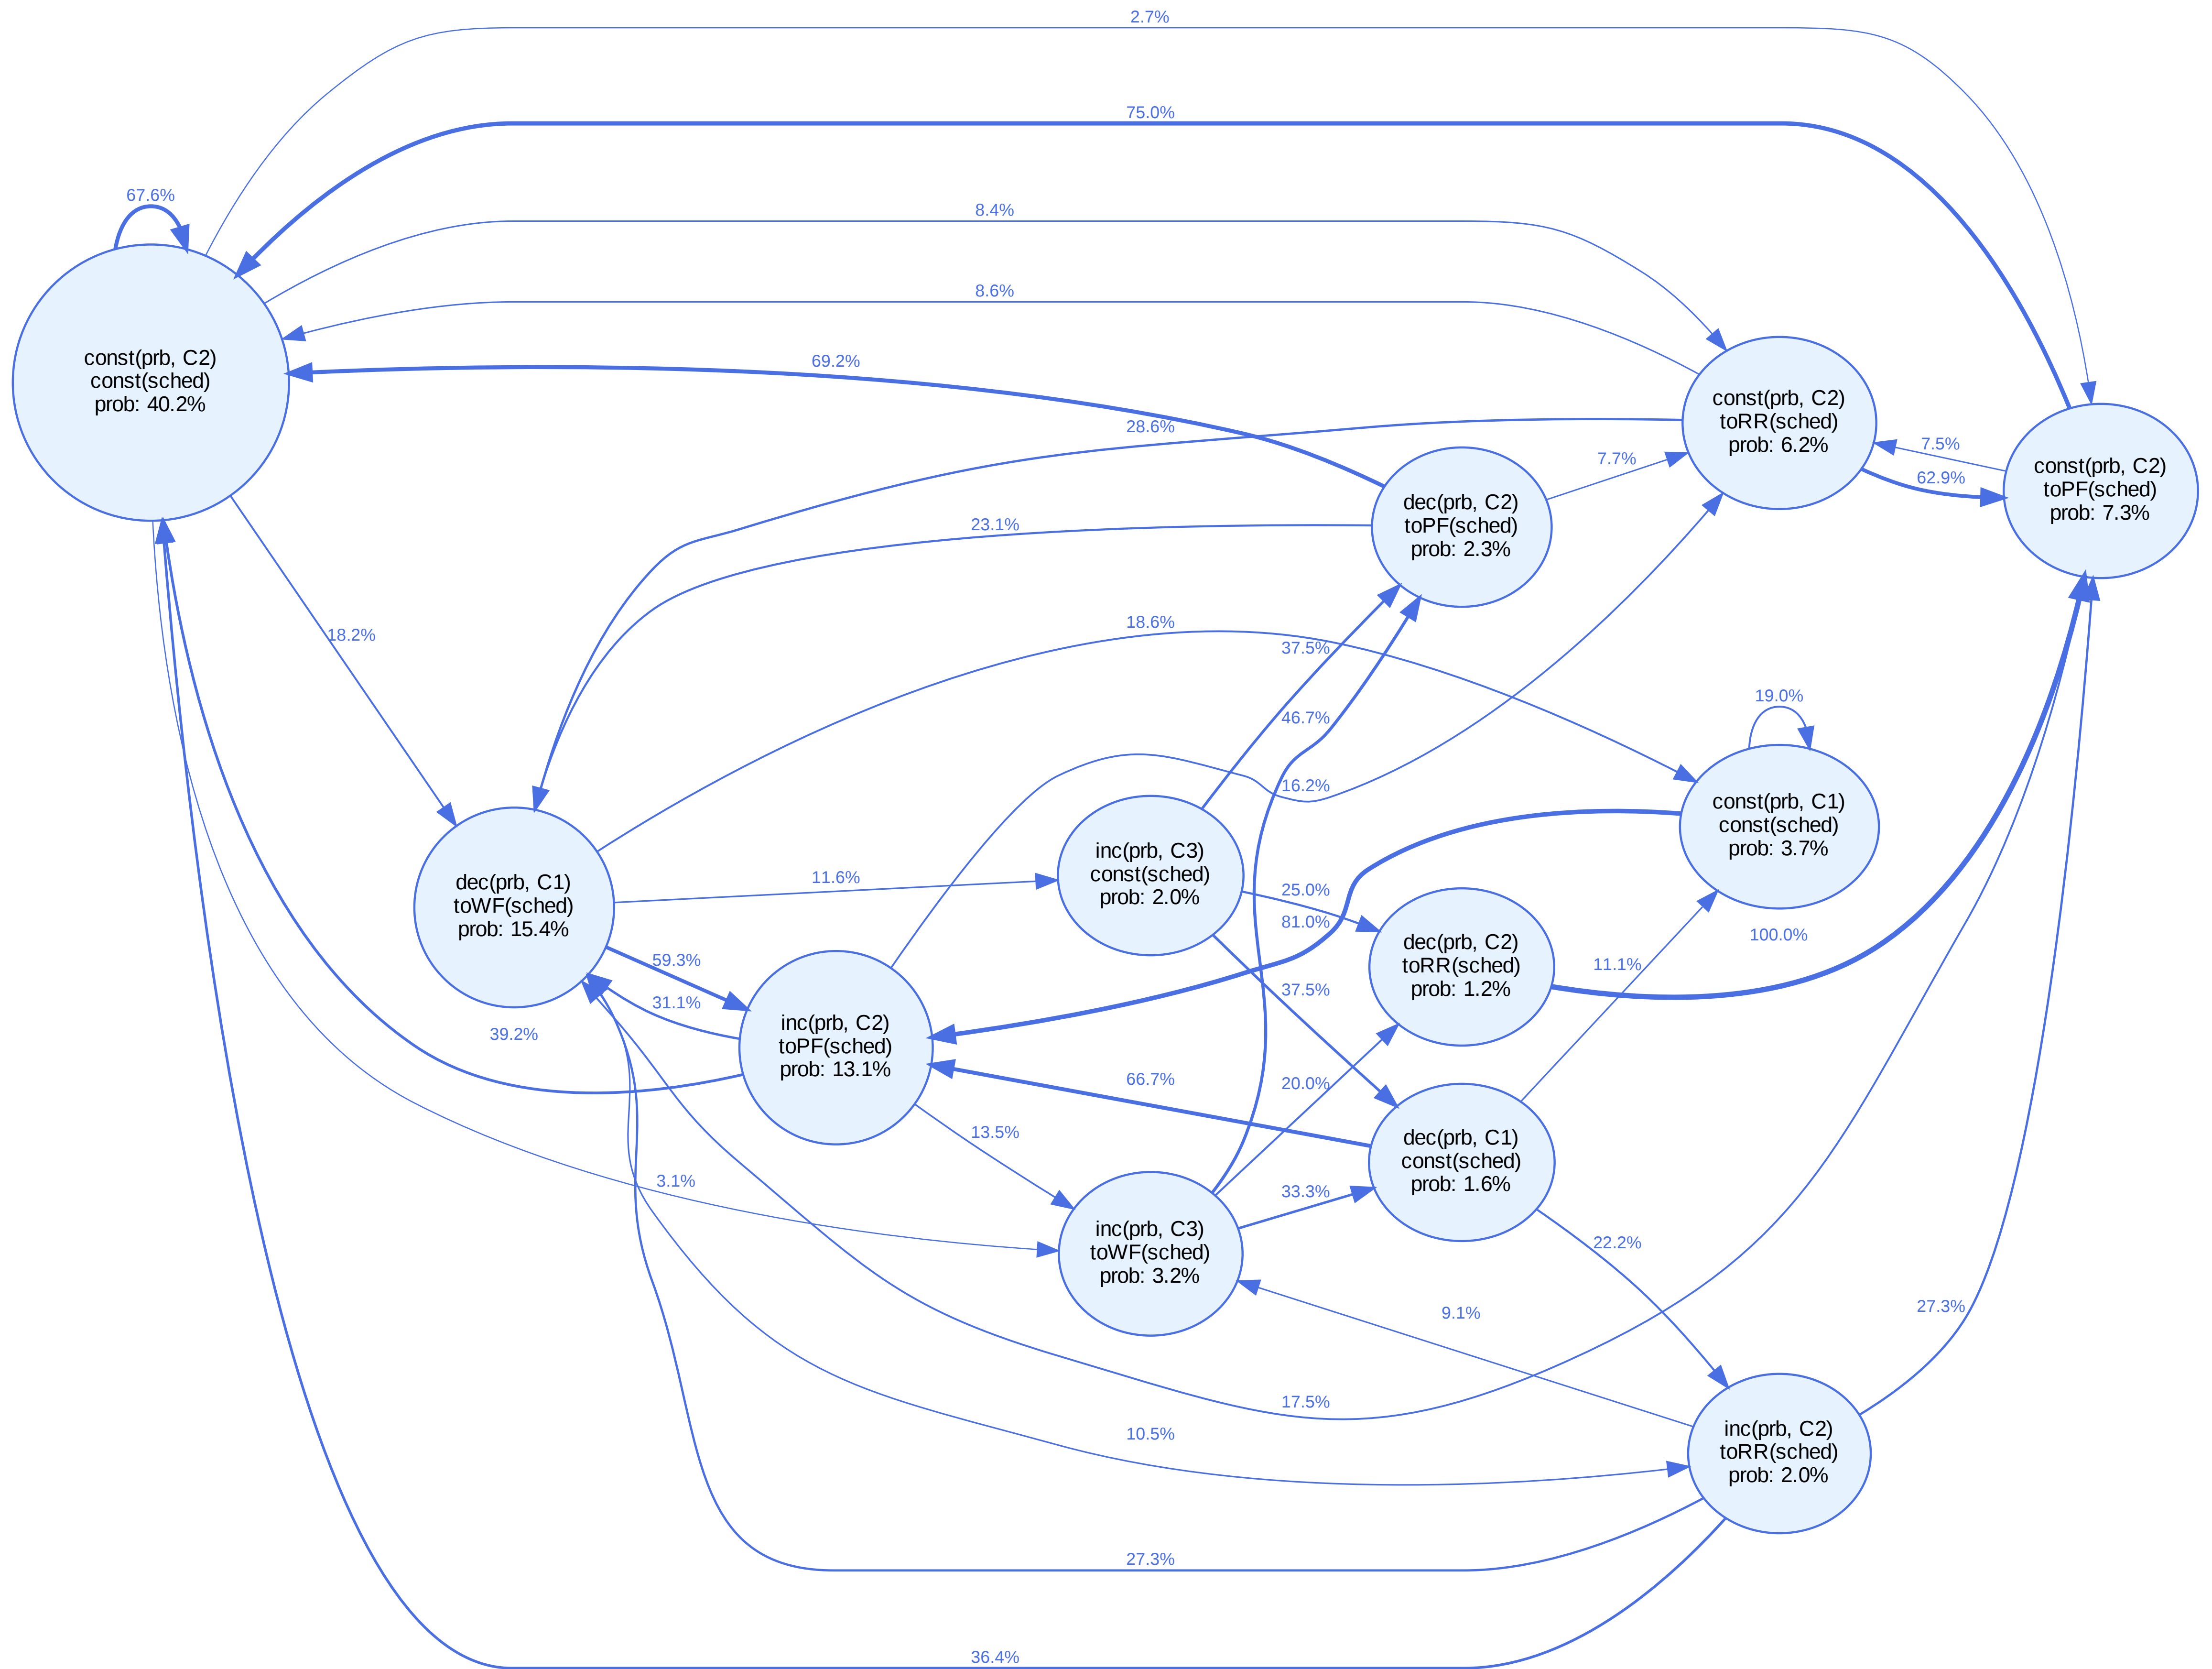 2.7%
75.0%
67.6%
8.4%
8.6%
const(prb, C2)
const(sched)
prob: 40.2%
69.2%
28.6%
const(prb, C2)
toRR(sched)
prob: 6.2%
7.5%
62.9%
const(prb, C2)
toPF(sched)
prob: 7.3%
7.7%
dec(prb, C2)
toPF(sched)
prob: 2.3%
23.1%
18.2%
18.6%
37.5%
46.7%
16.2%
19.0%
const(prb, C1)
const(sched)
prob: 3.7%
inc(prb, C3)
const(sched)
prob: 2.0%
11.6%
dec(prb, C1)
toWF(sched)
prob: 15.4%
25.0%
81.0%
dec(prb, C2)
toRR(sched)
prob: 1.2%
100.0%
11.1%
59.3%
31.1%
37.5%
39.2%
inc(prb, C2)
toPF(sched)
prob: 13.1%
66.7%
20.0%
13.5%
dec(prb, C1)
const(sched)
prob: 1.6%
3.1%
33.3%
inc(prb, C3)
toWF(sched)
prob: 3.2%
22.2%
9.1%
27.3%
17.5%
10.5%
inc(prb, C2)
toRR(sched)
prob: 2.0%
27.3%
36.4%